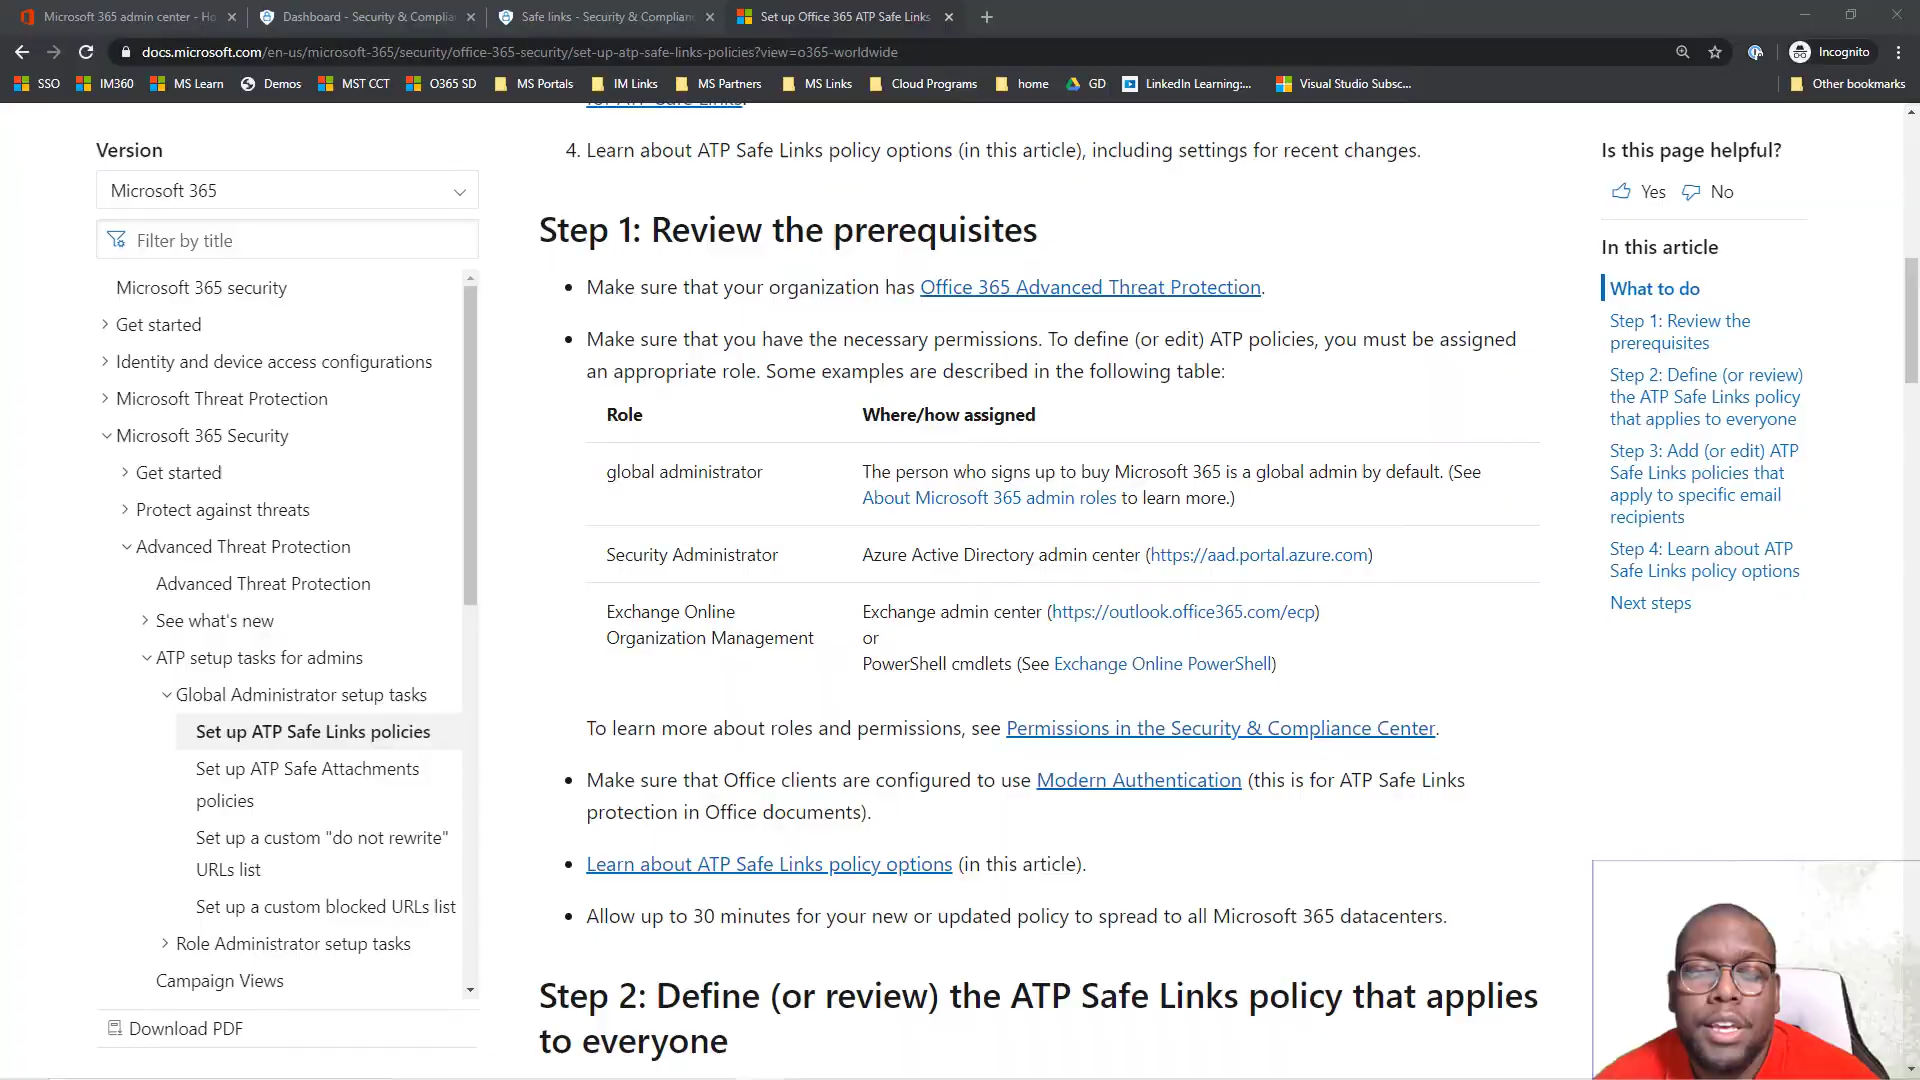 Microsoft 365 admin center - Ho
Dashboard - Security & Complian
Safe links - Security & Complian
Set up Office 365 ATP Safe Links
docs.microsoft.com/en-us/microsoft-365/security/office-365-security/set-up-atp-safe-links-policies?view=o365-worldwide
Incognito
SSO
IM360
MS Learn
Demos
MST CCT
O365 SD
MS Portals
IM Links
MS Partners
MS Links
Cloud Programs
home
GD
LinkedIn Learning:...
Visual Studio Subsc...
Other bookmarks
Version
Microsoft 365
Filter by title
Microsoft 365 security
Get started
Identity and device access configurations
Microsoft Threat Protection
Microsoft 365 Security
Get started
Protect against threats
Advanced Threat Protection
Advanced Threat Protection
See what's new
ATP setup tasks for admins
Global Administrator setup tasks
Set up ATP Safe Links policies
Set up ATP Safe Attachments
policies
Set up a custom "do not rewrite"
URLs list
Set up a custom blocked URLs list
Role Administrator setup tasks
Campaign Views
Download PDF
for ATP Safe Links.
4. Learn about ATP Safe Links policy options (in this article), including settings for recent changes.
Step 1: Review the prerequisites
• Make sure that your organization has Office 365 Advanced Threat Protection.
• Make sure that you have the necessary permissions. To define (or edit) ATP policies, you must be assigned
an appropriate role. Some examples are described in the following table:
Role Where/how assigned
global administrator The person who signs up to buy Microsoft 365 is a global admin by default. (See
About Microsoft 365 admin roles to learn more.)
Security Administrator Azure Active Directory admin center (https://aad.portal.azure.com)
Exchange Online Exchange admin center (https://outlook.office365.com/ecp)
Organization Management or
PowerShell cmdlets (See Exchange Online PowerShell)
To learn more about roles and permissions, see Permissions in the Security & Compliance Center.
• Make sure that Office clients are configured to use Modern Authentication (this is for ATP Safe Links
protection in Office documents).
• Learn about ATP Safe Links policy options (in this article).
• Allow up to 30 minutes for your new or updated policy to spread to all Microsoft 365 datacenters.
Step 2: Define (or review) the ATP Safe Links policy that applies
to everyone
Is this page helpful?
Yes No
In this article
What to do
Step 1: Review the
prerequisites
Step 2: Define (or review)
the ATP Safe Links policy
that applies to everyone
Step 3: Add (or edit) ATP
Safe Links policies that
apply to specific email
recipients
Step 4: Learn about ATP
Safe Links policy options
Next steps